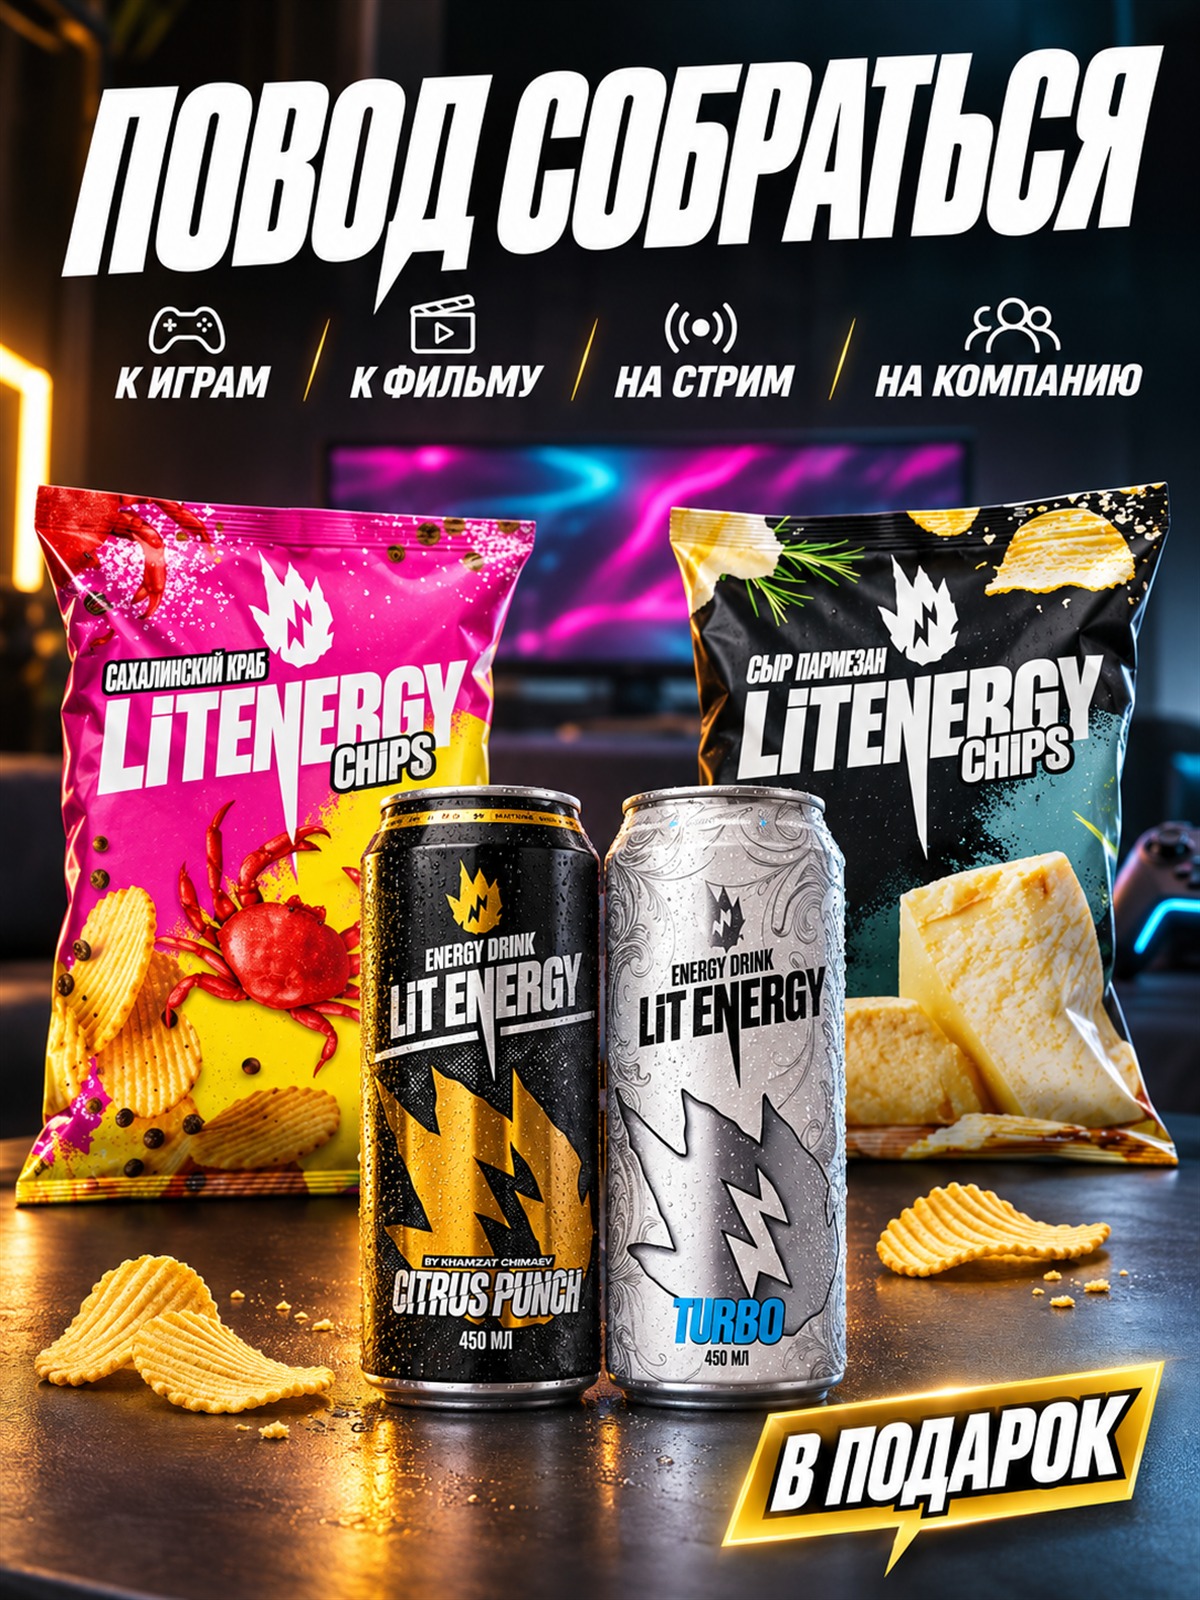 ПОВОД СОБРАТЬСЯ
К ИГРАМ
К ФИЛЬМУ
НА СТРИМ
НА КОМПАНИЮ
САХАЛИНСКИЙ КРАБ
LiTENERGY
CHIPS
СЫР ПАРМЕЗАН
LiTENERGY
CHIPS
ENERGY DRINK
LiT ENERGY
BY KHAMZAT CHIMAEV
CITRUS PUNCH
450 МЛ
ENERGY DRINK
LiT ENERGY
TURBO
450 МЛ
В ПОДАРОК